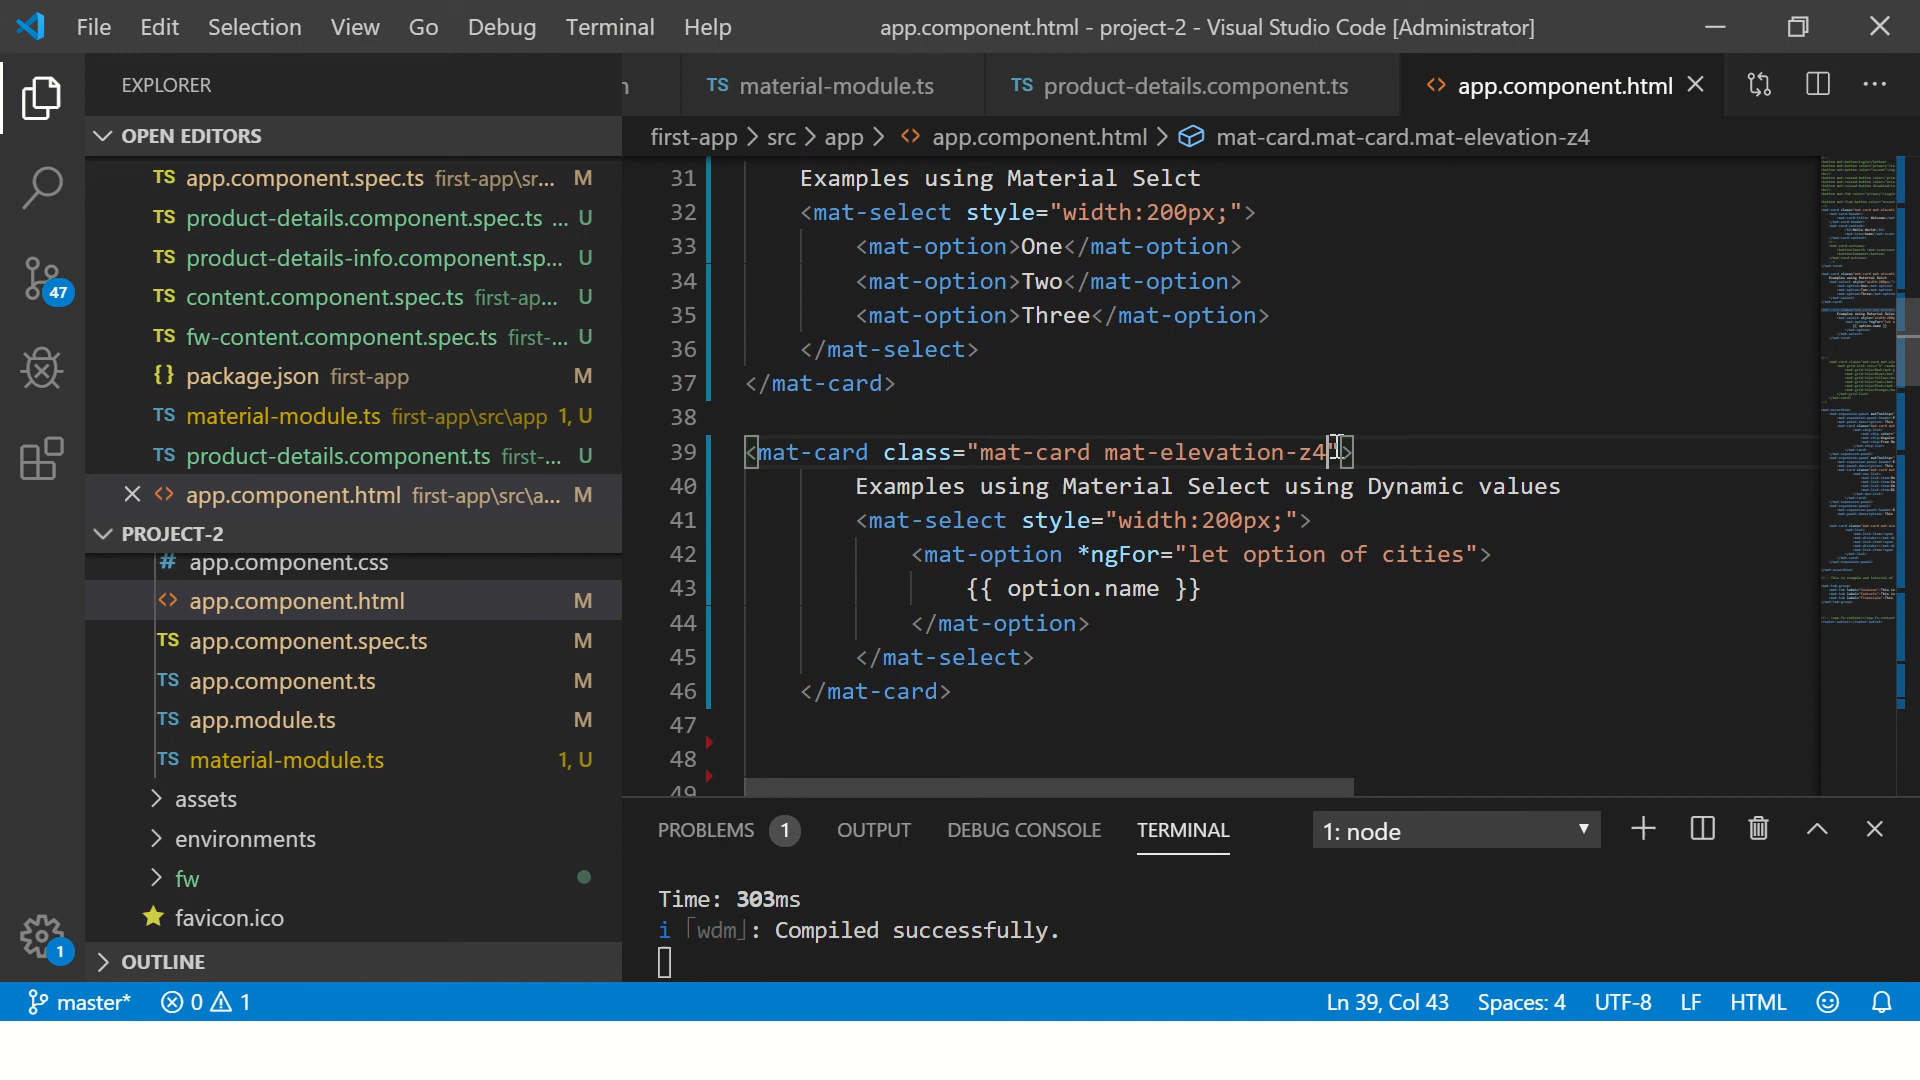 File Edit Selection View Go Debug Terminal Help app.component.html - project-2 - Visual Studio Code [Administrator]
EXPLORER
TS material-module.ts TS product-details.component.ts <> app.component.html
OPEN EDITORS
first-app > src > app > <> app.component.html > mat-card.mat-card.mat-elevation-z4
TS app.component.spec.ts first-app\sr... M
TS product-details.component.spec.ts ... U
TS product-details-info.component.sp... U
TS content.component.spec.ts first-ap... U
TS fw-content.component.spec.ts first-... U
{} package.json first-app M
TS material-module.ts first-app\src\app 1, U
TS product-details.component.ts first-... U
<> app.component.html first-app\src\a... M
PROJECT-2
# app.component.css
<> app.component.html M
TS app.component.spec.ts M
TS app.component.ts M
TS app.module.ts M
TS material-module.ts 1, U
assets
environments
fw
favicon.ico
OUTLINE
47
1
31 Examples using Material Selct
32 <mat-select style="width:200px;">
33 <mat-option>One</mat-option>
34 <mat-option>Two</mat-option>
35 <mat-option>Three</mat-option>
36 </mat-select>
37 </mat-card>
38
39 <mat-card class="mat-card mat-elevation-z4">
40 Examples using Material Select using Dynamic values
41 <mat-select style="width:200px;">
42 <mat-option *ngFor="let option of cities">
43 {{ option.name }}
44 </mat-option>
45 </mat-select>
46 </mat-card>
47
48
49
PROBLEMS 1 OUTPUT DEBUG CONSOLE TERMINAL 1: node
Time: 303ms
i ｢wdm｣: Compiled successfully.
master* 0 1 Ln 39, Col 43 Spaces: 4 UTF-8 LF HTML